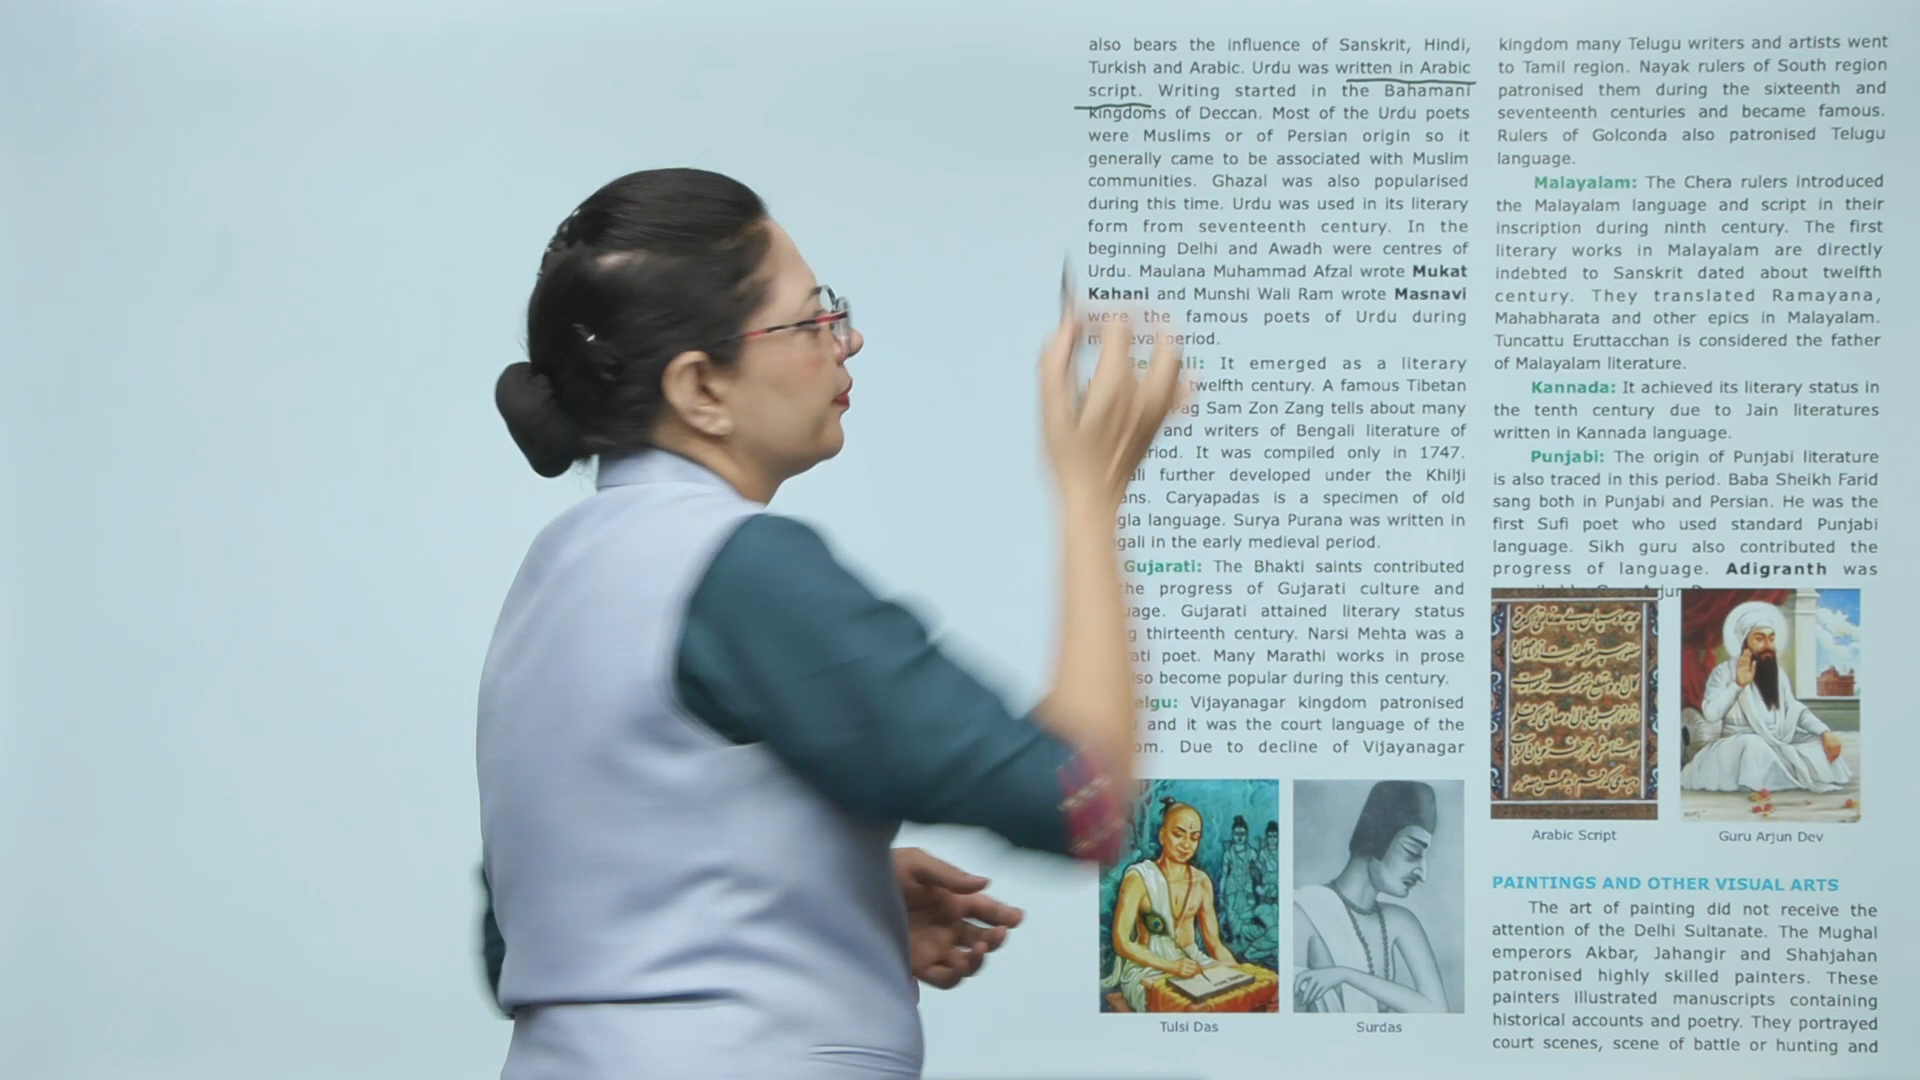 also bears the influence of Sanskrit, Hindi,
Turkish and Arabic. Urdu was written in Arabic
script. Writing started in the Bahamani
kingdoms of Deccan. Most of the Urdu poets
were Muslims or of Persian origin so it
generally came to be associated with Muslim
communities. Ghazal was also popularised
during this time. Urdu was used in its literary
form from seventeenth century. In the
beginning Delhi and Awadh were centres of
Urdu. Maulana Muhammad Afzal wrote Mukat
Kahani and Munshi Wali Ram wrote Masnavi
were the famous poets of Urdu during
period.
It emerged as a literary
twelfth century. A famous Tibetan
Pag Sam Zon Zang tells about many
and writers of Bengali literature of
It was compiled only in 1747.
further developed under the Khilji
Caryapadas is a specimen of old
language. Surya Purana was written in
in the early medieval period.
Gujarati: The Bhakti saints contributed
the progress of Gujarati culture and
Gujarati attained literary status
thirteenth century. Narsi Mehta was a
poet. Many Marathi works in prose
become popular during this century.
Vijayanagar kingdom patronised
and it was the court language of the
Due to decline of Vijayanagar
Tulsi Das
Surdas
kingdom many Telugu writers and artists went
to Tamil region. Nayak rulers of South region
patronised them during the sixteenth and
seventeenth centuries and became famous.
Rulers of Golconda also patronised Telugu
language.
Malayalam: The Chera rulers introduced
the Malayalam language and script in their
inscription during ninth century. The first
literary works in Malayalam are directly
indebted to Sanskrit dated about twelfth
century. They translated Ramayana,
Mahabharata and other epics in Malayalam.
Tuncattu Eruttacchan is considered the father
of Malayalam literature.
Kannada: It achieved its literary status in
the tenth century due to Jain literatures
written in Kannada language.
Punjabi: The origin of Punjabi literature
is also traced in this period. Baba Sheikh Farid
sang both in Punjabi and Persian. He was the
first Sufi poet who used standard Punjabi
language. Sikh guru also contributed the
progress of language. Adigranth was
Arabic Script
Guru Arjun Dev
PAINTINGS AND OTHER VISUAL ARTS
The art of painting did not receive the
attention of the Delhi Sultanate. The Mughal
emperors Akbar, Jahangir and Shahjahan
patronised highly skilled painters. These
painters illustrated manuscripts containing
historical accounts and poetry. They portrayed
court scenes, scene of battle or hunting and